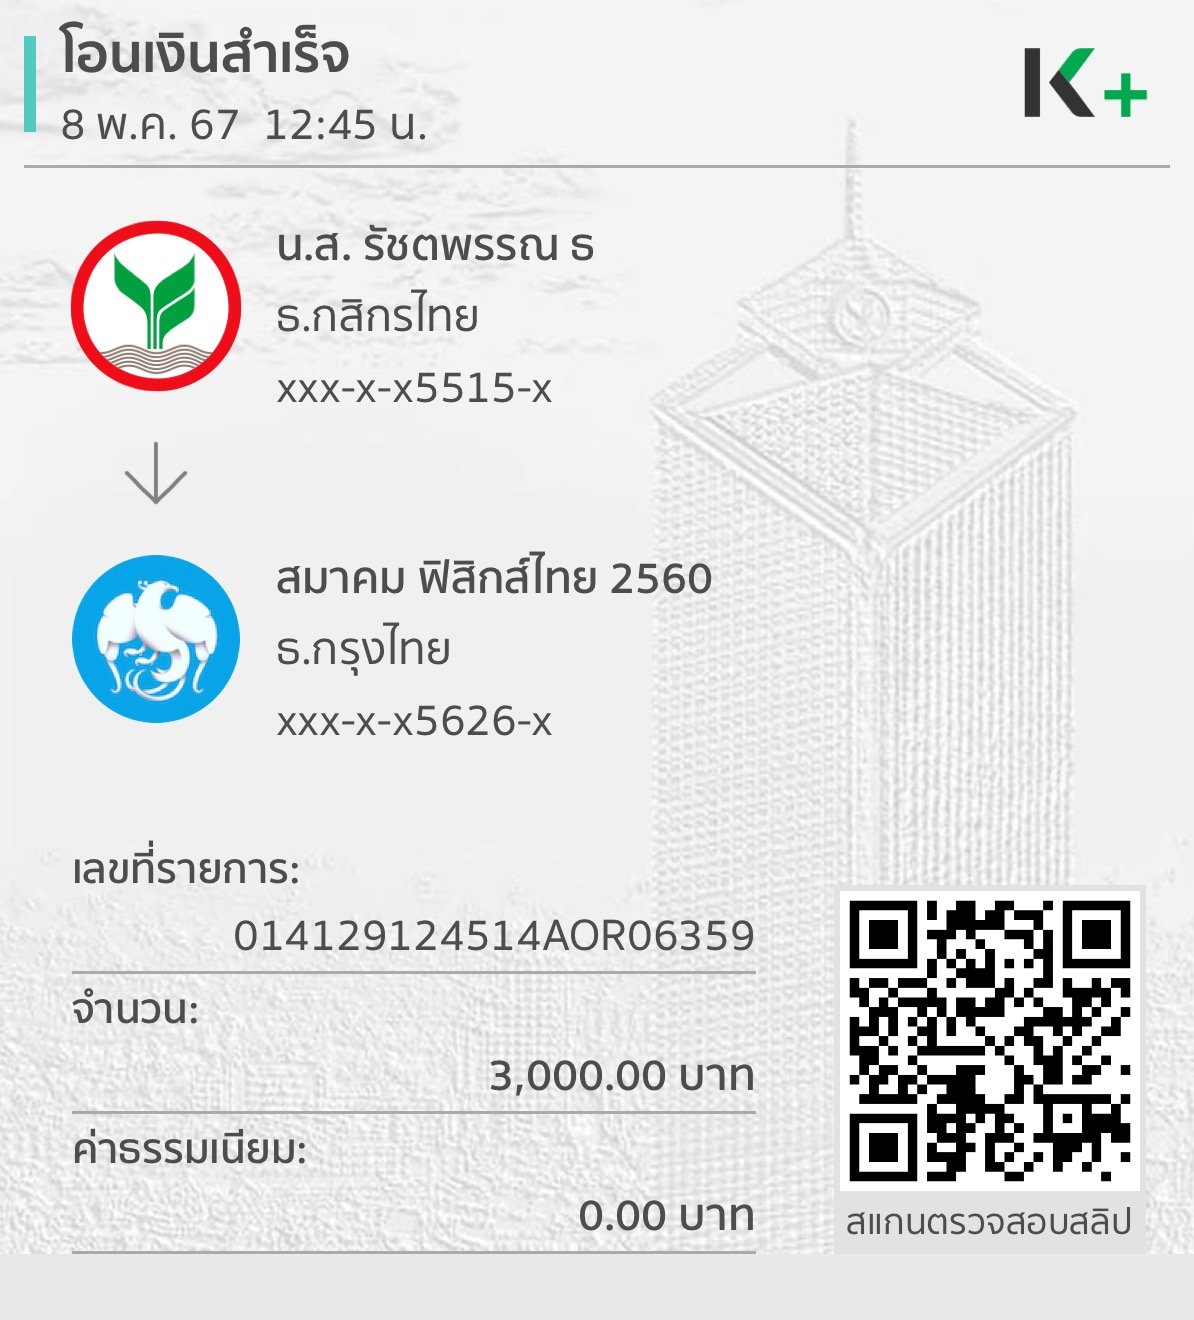 โอนเงินสำเร็จ
8 พ.ค. 67 12:45 น.
K+
น.ส. รัชตพรรณ ธ
ธ.กสิกรไทย
xxx-x-x5515-x
สมาคม ฟิสิกส์ไทย 2560
ธ.กรุงไทย
xxx-x-x5626-x
เลขที่รายการ:
014129124514AOR06359
จำนวน:
3,000.00 บาท
ค่าธรรมเนียม:
0.00 บาท
สแกนตรวจสอบสลิป